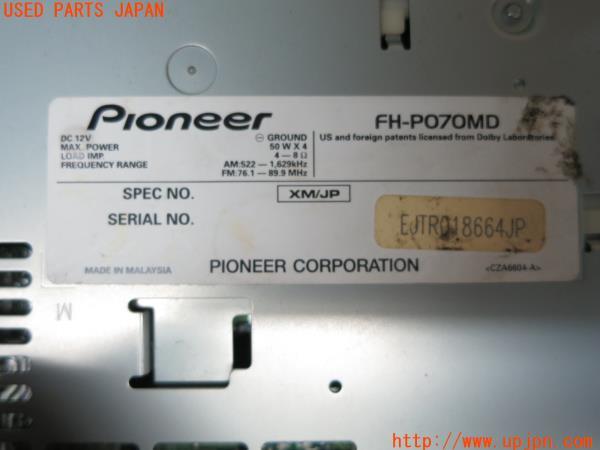 USED PARTS JAPAN
Pioneer
FH-P070MD
DC 12V
⊖ GROUND
MAX. POWER 50 W X 4
LOAD IMP. 4 – 8 Ω
FREQUENCY RANGE AM:522 – 1,629kHz
FM:76.1 – 89.9 MHz
US and foreign patents licensed from Dolby Laboratories
SPEC NO. XM/JP
SERIAL NO. EJTR018664JP
MADE IN MALAYSIA
PIONEER CORPORATION
<CZA6604-A>
M
http://www.upjpn.com